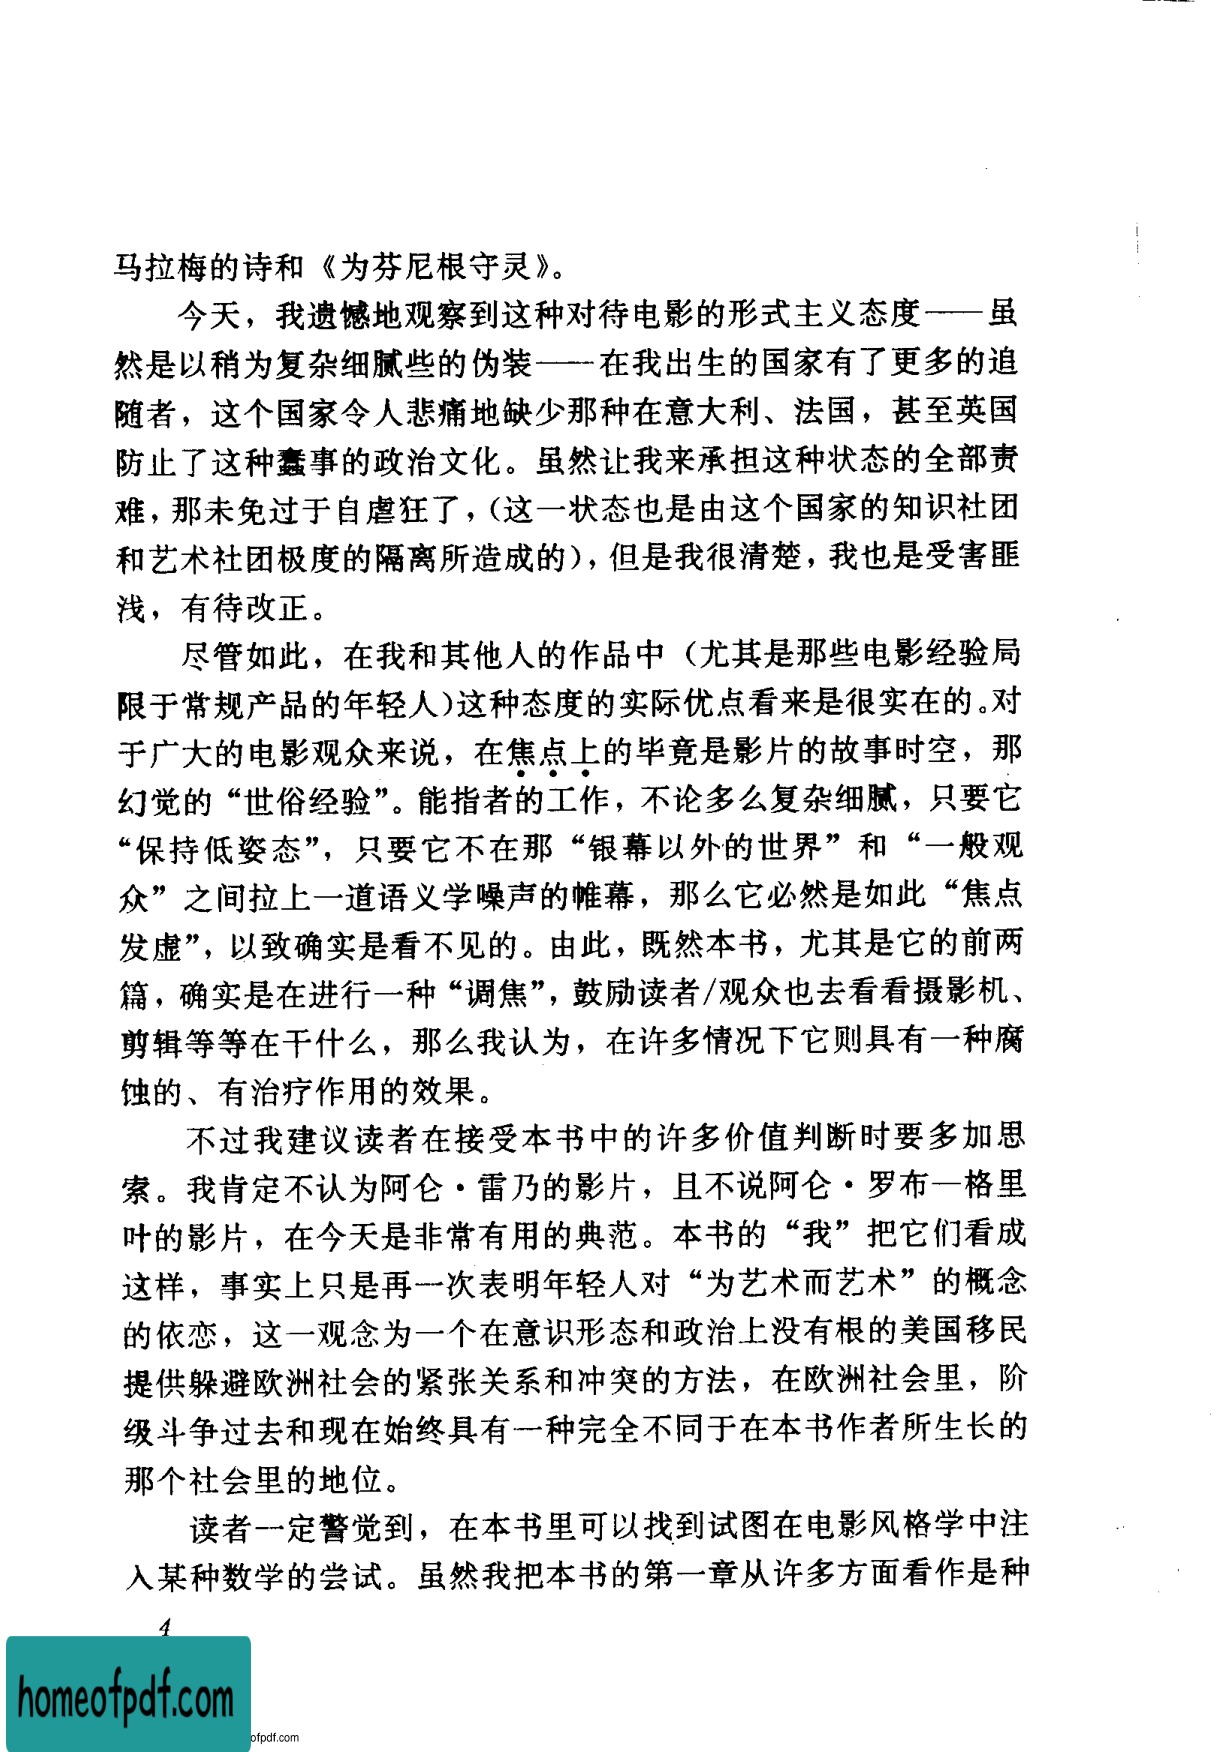 马拉梅的诗和《为芬尼根守灵》。
今天，我遗憾地观察到这种对待电影的形式主义态度——虽
然是以稍为复杂细腻些的伪装——在我出生的国家有了更多的追
随者，这个国家令人悲痛地缺少那种在意大利、法国，甚至英国
防止了这种蠢事的政治文化。虽然让我来承担这种状态的全部责
难，那未免过于自虐狂了，（这一状态也是由这个国家的知识社团
和艺术社团极度的隔离所造成的），但是我很清楚，我也是受害匪
浅，有待改正。
尽管如此，在我和其他人的作品中（尤其是那些电影经验局
限于常规产品的年轻人）这种态度的实际优点看来是很实在的。对
于广大的电影观众来说，在焦点上的毕竟是影片的故事时空，那
幻觉的“世俗经验”。能指者的工作，不论多么复杂细腻，只要它
“保持低姿态”，只要它不在那“银幕以外的世界”和“一般观
众”之间拉上一道语义学噪声的帷幕，那么它必然是如此“焦点
发虚”，以致确实是看不见的。由此，既然本书，尤其是它的前两
篇，确实是在进行一种“调焦”，鼓励读者/观众也去看看摄影机、
剪辑等等在干什么，那么我认为，在许多情况下它则具有一种腐
蚀的、有治疗作用的效果。
不过我建议读者在接受本书中的许多价值判断时要多加思
索。我肯定不认为阿仑·雷乃的影片，且不说阿仑·罗布—格里
叶的影片，在今天是非常有用的典范。本书的“我”把它们看成
这样，事实上只是再一次表明年轻人对“为艺术而艺术”的概念
的依恋，这一观念为一个在意识形态和政治上没有根的美国移民
提供躲避欧洲社会的紧张关系和冲突的方法，在欧洲社会里，阶
级斗争过去和现在始终具有一种完全不同于在本书作者所生长的
那个社会里的地位。
读者一定警觉到，在本书里可以找到试图在电影风格学中注
入某种数学的尝试。虽然我把本书的第一章从许多方面看作是种
4
homeofpdf.com
ofpdf.com